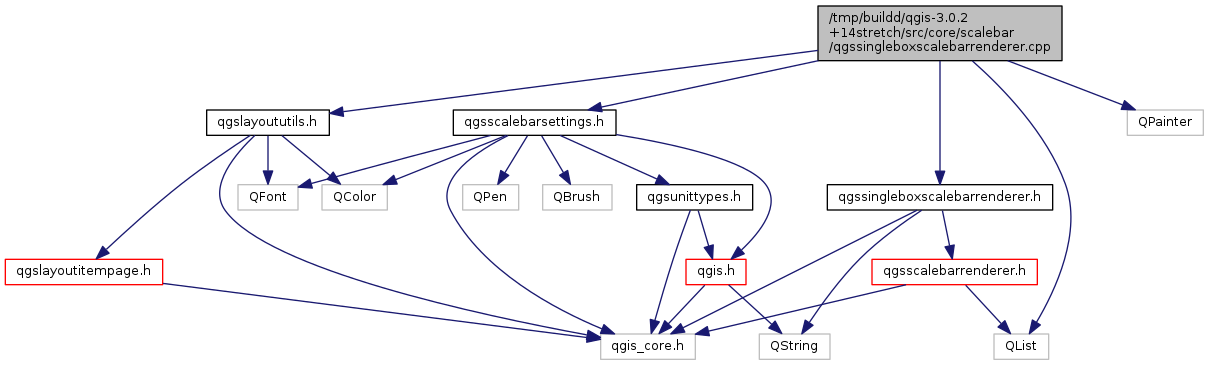 /tmp/buildd/qgis-3.0.2
+14stretch/src/core/scalebar
/qgssingleboxscalebarrenderer.cpp
qgslayoututils.h
qgsscalebarsettings.h
QPainter
QFont
QColor
QPen
QBrush
qgsunittypes.h
qgssingleboxscalebarrenderer.h
qgslayoutitempage.h
qgis.h
qgsscalebarrenderer.h
qgis_core.h
QString
QList